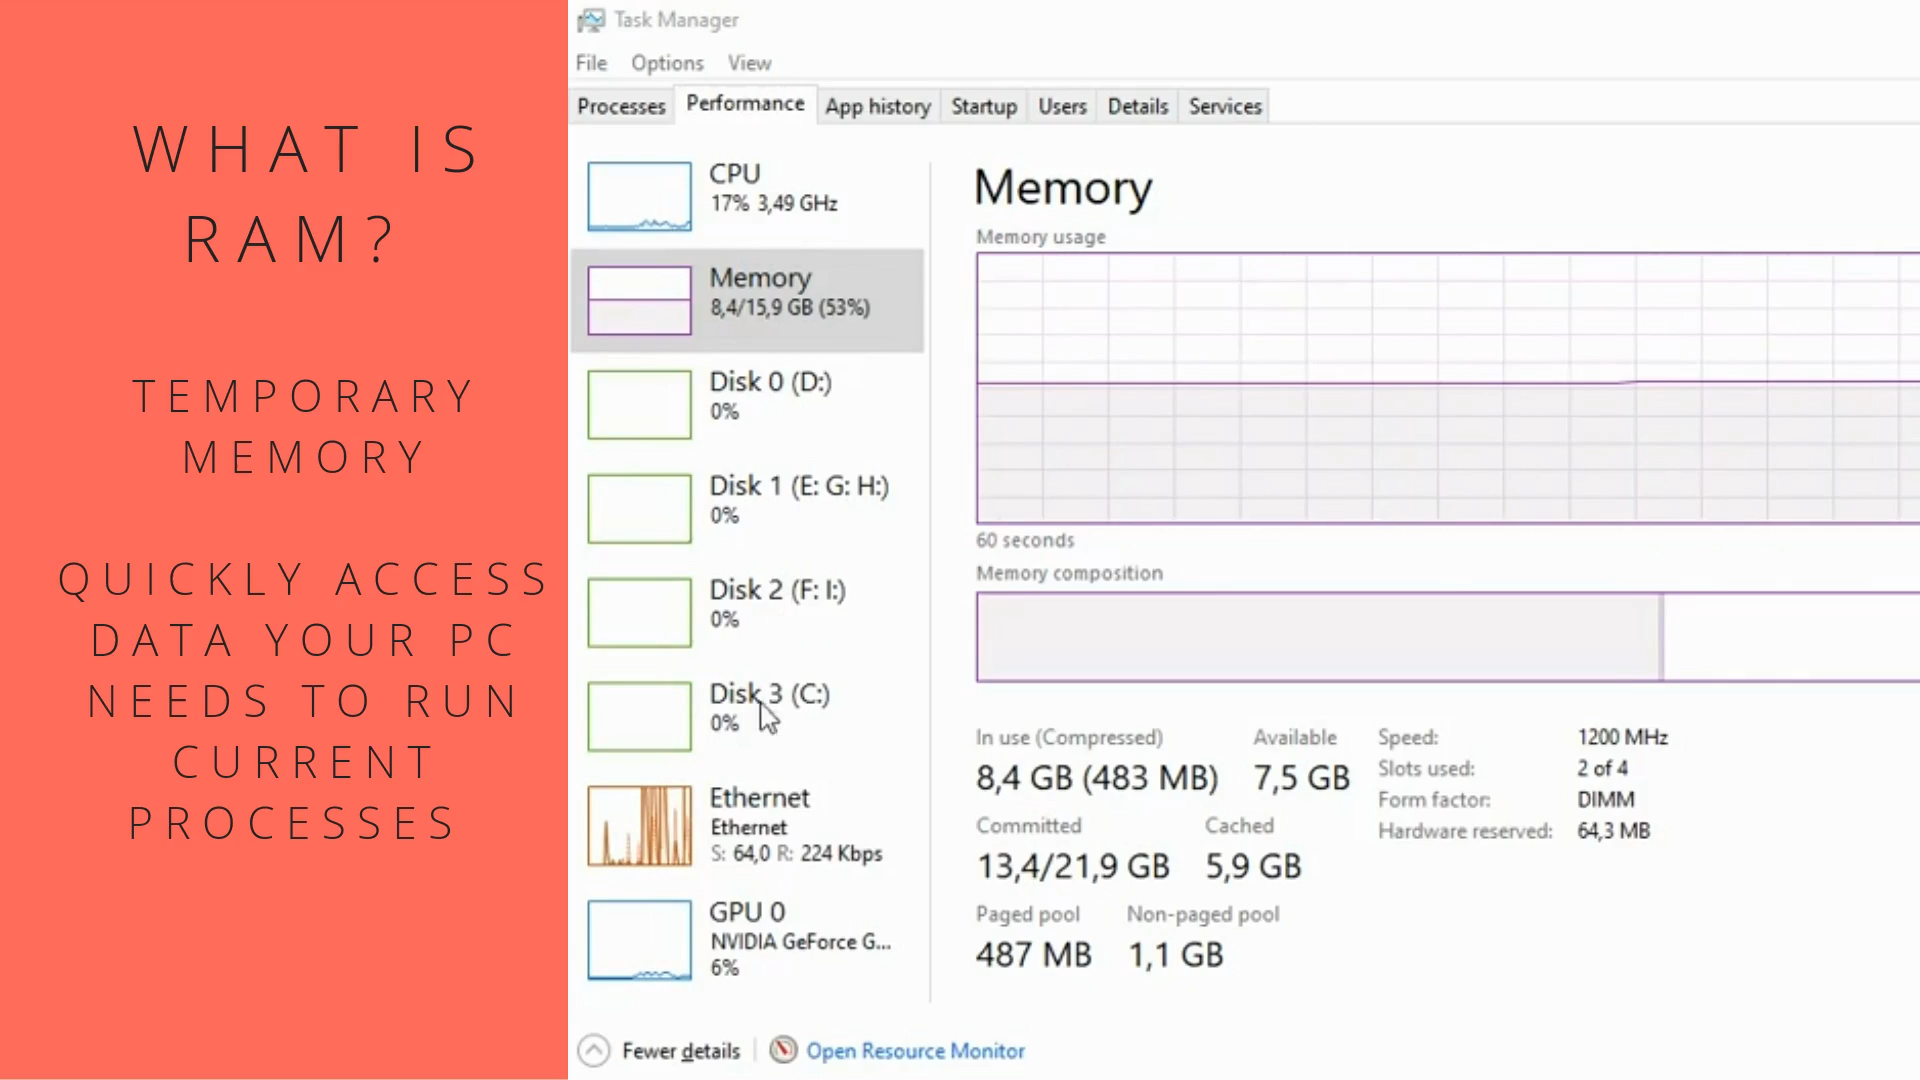 WHAT IS
RAM?
TEMPORARY
MEMORY
QUICKLY ACCESS
DATA YOUR PC
NEEDS TO RUN
CURRENT
PROCESSES
Task Manager
File Options View
Processes Performance App history Startup Users Details Services
CPU
17% 3,49 GHz
Memory
8,4/15,9 GB (53%)
Disk 0 (D:)
0%
Disk 1 (E: G: H:)
0%
Disk 2 (F: I:)
0%
Disk 3 (C:)
0%
Ethernet
Ethernet
S: 64,0 R: 224 Kbps
GPU 0
NVIDIA GeForce G...
6%
Memory
Memory usage
60 seconds
Memory composition
In use (Compressed) Available
8,4 GB (483 MB) 7,5 GB
Committed Cached
13,4/21,9 GB 5,9 GB
Paged pool Non-paged pool
487 MB 1,1 GB
Speed: 1200 MHz
Slots used: 2 of 4
Form factor: DIMM
Hardware reserved: 64,3 MB
Fewer details Open Resource Monitor